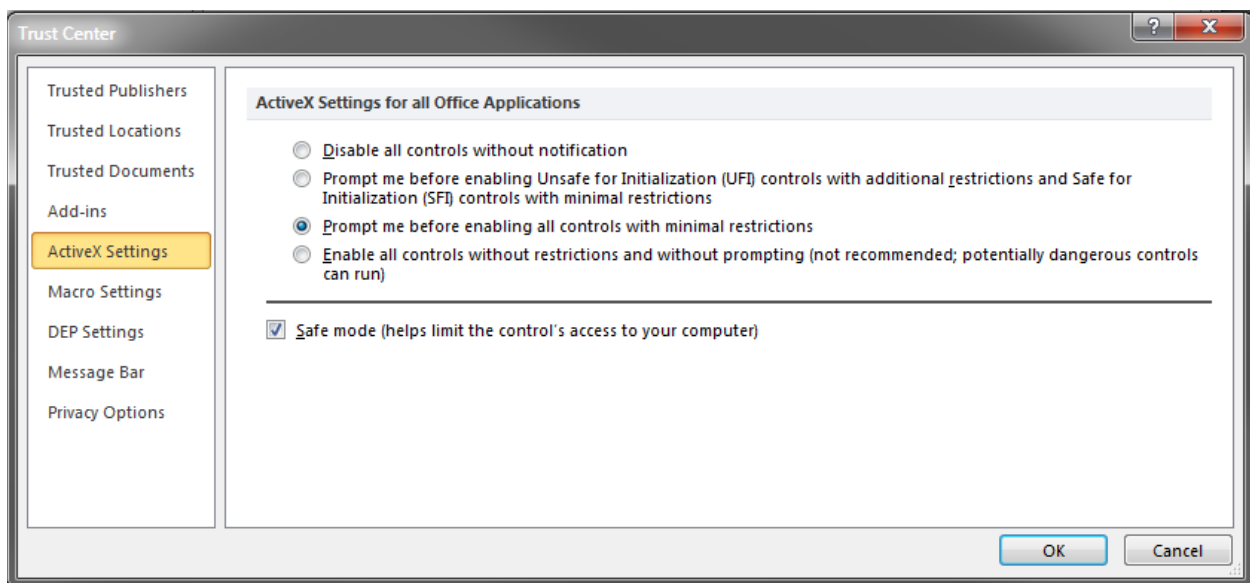 Trust Center
Trusted Publishers
Trusted Locations
Trusted Documents
Add-ins
ActiveX Settings
Macro Settings
DEP Settings
Message Bar
Privacy Options
ActiveX Settings for all Office Applications
Disable all controls without notification
Prompt me before enabling Unsafe for Initialization (UFI) controls with additional restrictions and Safe for
Initialization (SFI) controls with minimal restrictions
Prompt me before enabling all controls with minimal restrictions
Enable all controls without restrictions and without prompting (not recommended; potentially dangerous controls
can run)
Safe mode (helps limit the control's access to your computer)
OK
Cancel